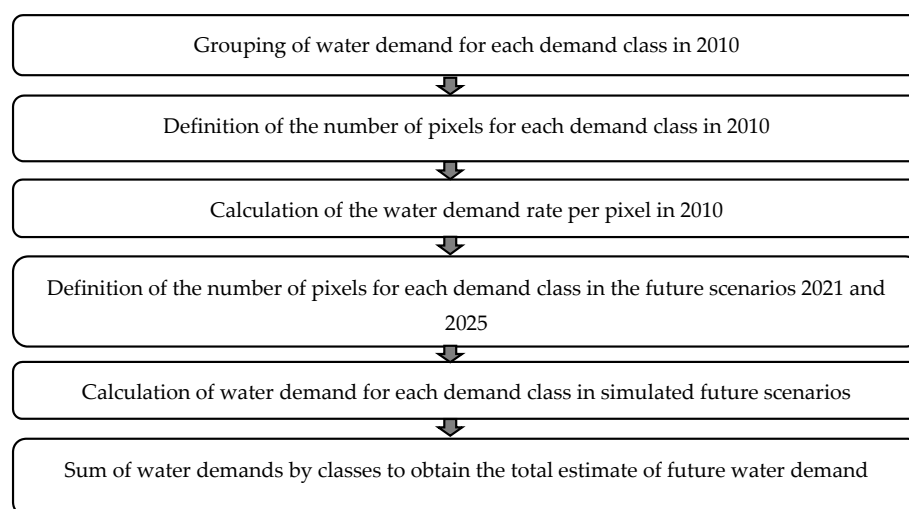 Grouping of water demand for each demand class in 2010
Definition of the number of pixels for each demand class in 2010
Calculation of the water demand rate per pixel in 2010
Definition of the number of pixels for each demand class in the future scenarios 2021 and
2025
Calculation of water demand for each demand class in simulated future scenarios
Sum of water demands by classes to obtain the total estimate of future water demand